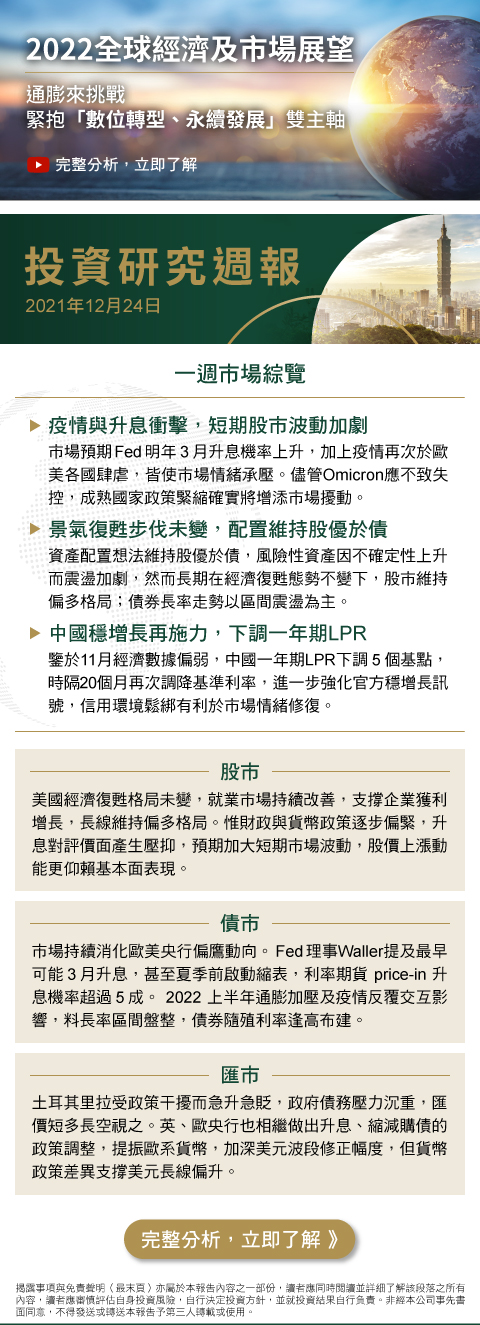 2022全球經濟及市場展望
通膨來挑戰
緊抱「數位轉型、永續發展」雙主軸
完整分析，立即了解
投資研究週報
2021年12月24日
一週市場綜覽
疫情與升息衝擊，短期股市波動加劇
市場預期 Fed 明年 3 月升息機率上升，加上疫情再次於歐
美各國肆虐，皆使市場情緒承壓。儘管Omicron應不致失
控，成熟國家政策緊縮確實將增添市場擾動。
景氣復甦步伐未變，配置維持股優於債
資產配置想法維持股優於債，風險性資產因不確定性上升
而震盪加劇，然而長期在經濟復甦態勢不變下，股市維持
偏多格局；債券長率走勢以區間震盪為主。
中國穩增長再施力，下調一年期LPR
鑒於11月經濟數據偏弱，中國一年期LPR下調 5 個基點，
時隔20個月再次調降基準利率，進一步強化官方穩增長訊
號，信用環境鬆綁有利於市場情緒修復。
股市
美國經濟復甦格局未變，就業市場持續改善，支撐企業獲利
增長，長線維持偏多格局。惟財政與貨幣政策逐步偏緊，升
息對評價面產生壓抑，預期加大短期市場波動，股價上漲動
能更仰賴基本面表現。
債市
市場持續消化歐美央行偏鷹動向。 Fed 理事Waller提及最早
可能 3 月升息，甚至夏季前啟動縮表，利率期貨 price-in 升
息機率超過 5 成。 2022 上半年通膨加壓及疫情反覆交互影
響，料長率區間盤整，債券隨殖利率逢高布建。
匯市
土耳其里拉受政策干擾而急升急貶，政府債務壓力沉重，匯
價短多長空視之。英、歐央行也相繼做出升息、縮減購債的
政策調整，提振歐系貨幣，加深美元波段修正幅度，但貨幣
政策差異支撐美元長線偏升。
完整分析，立即了解 》
揭露事項與免責聲明（最末頁）亦屬於本報告內容之一部份，讀者應同時閱讀並詳細了解該段落之所有
內容，讀者應審慎評估自身投資風險，自行決定投資方針，並就投資結果自行負責。非經本公司事先書
面同意，不得發送或轉送本報告予第三人轉載或使用。